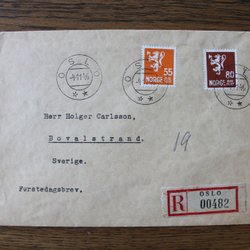 OSLO
55
NORGE
80
NORGE
Herr Holger Carlsson,
Bovalstrand.
Sverige.
Førstedagsbrev.
19
R
OSLO
00482